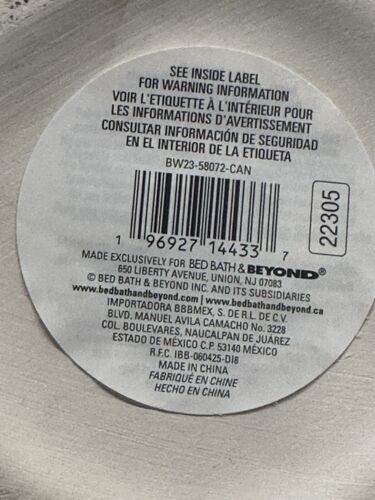 SEE INSIDE LABEL
FOR WARNING INFORMATION
VOIR L'ETIQUETTE À L'INTÉRIEUR POUR
LES INFORMATIONS D'AVERTISSEMENT
CONSULTAR INFORMACIÓN DE SEGURIDAD
EN EL INTERIOR DE LA ETIQUETA
BW23-58072-CAN
1 96927 14433 7
22305
MADE EXCLUSIVELY FOR BED BATH & BEYOND®
650 LIBERTY AVENUE, UNION, NJ 07083
© BED BATH & BEYOND INC. AND ITS SUBSIDIARIES
www.bedbathandbeyond.com | www.bedbathandbeyond.ca
IMPORTADORA BBBMEX, S. DE R.L. DE C.V.
BLVD. MANUEL AVILA CAMACHO No. 3228
COL. BOULEVARES, NAUCALPAN DE JUÁREZ
ESTADO DE MÉXICO C.P. 53140 MÉXICO
R.F.C. IBB-060425-DI8
MADE IN CHINA
FABRIQUÉ EN CHINE
HECHO EN CHINA